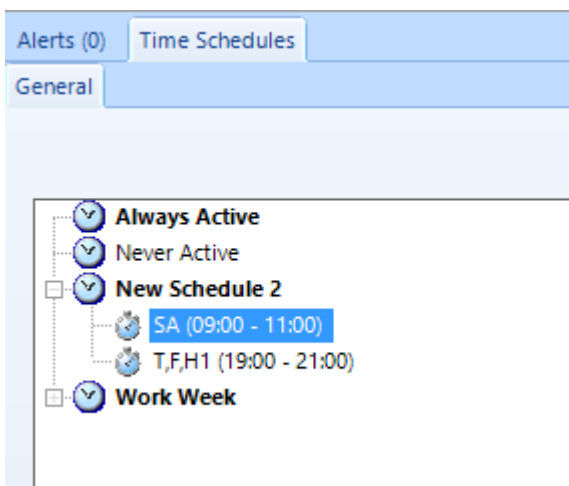 Alerts (0) Time Schedules
General
Always Active
Never Active
New Schedule 2
SA (09:00 - 11:00)
T,F,H1 (19:00 - 21:00)
Work Week